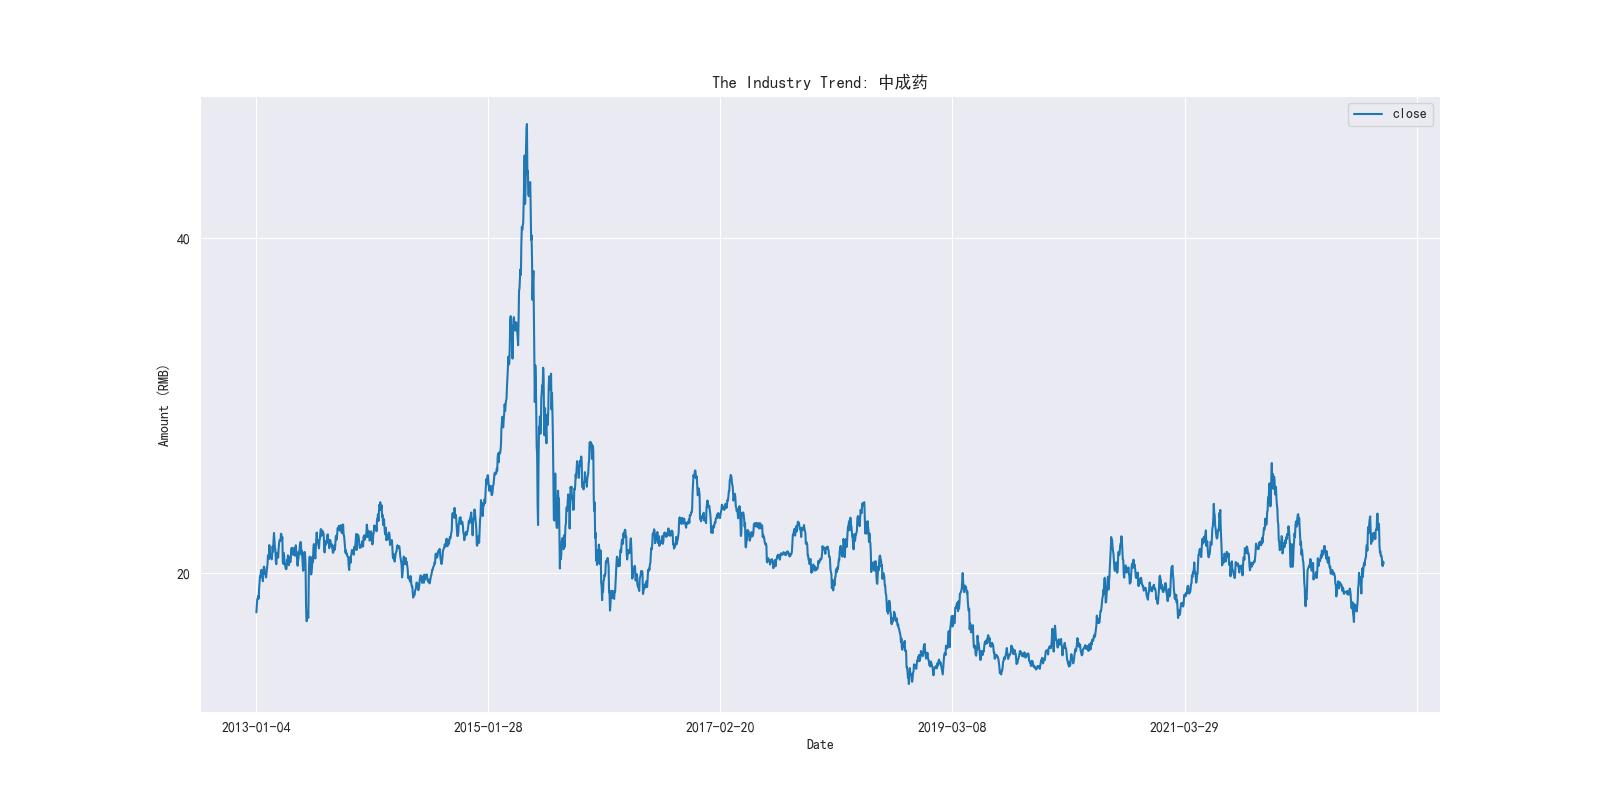 The Industry Trend: 中成药
close
40
20
Amount (RMB)
2013-01-04
2015-01-28
2017-02-20
2019-03-08
2021-03-29
Date